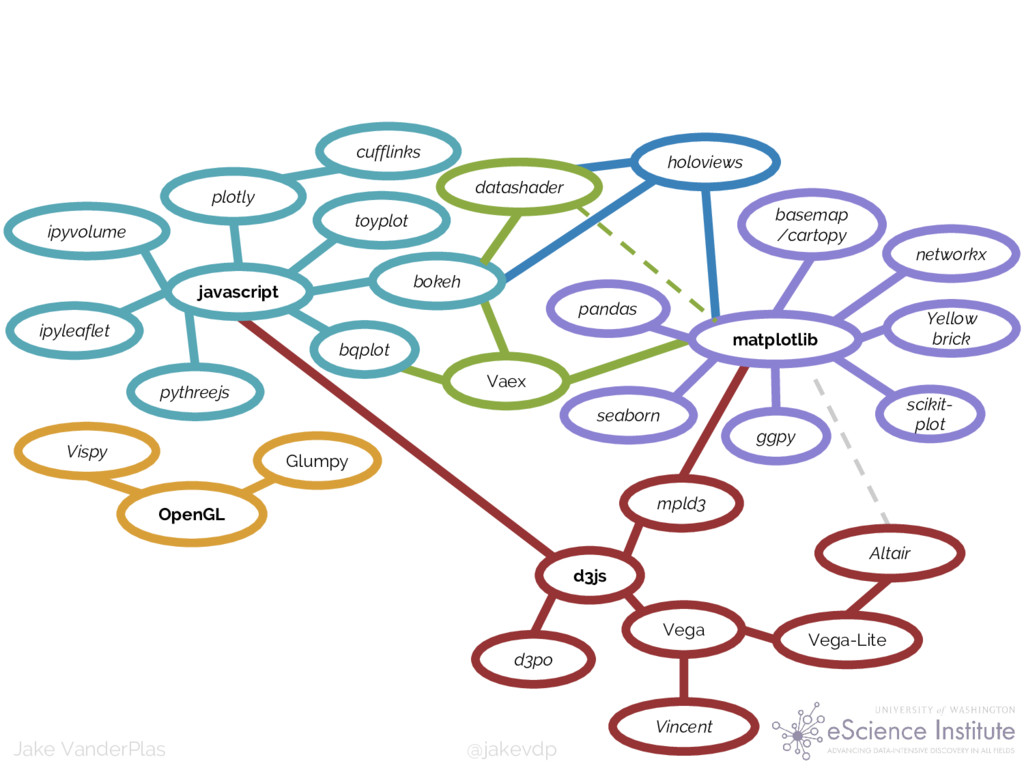 cufflinks
holoviews
datashader
plotly
toyplot
basemap
/cartopy
ipyvolume
networkx
bokeh
javascript
pandas
ipyleaflet
bqplot
matplotlib
Yellow
brick
Vaex
pythreejs
seaborn
ggpy
scikit-
plot
Vispy
Glumpy
OpenGL
mpld3
Altair
d3js
Vega
Vega-Lite
d3po
Vincent
UNIVERSITY of WASHINGTON
eScience Institute
ADVANCING DATA-INTENSIVE DISCOVERY IN ALL FIELDS
Jake VanderPlas
@jakevdp